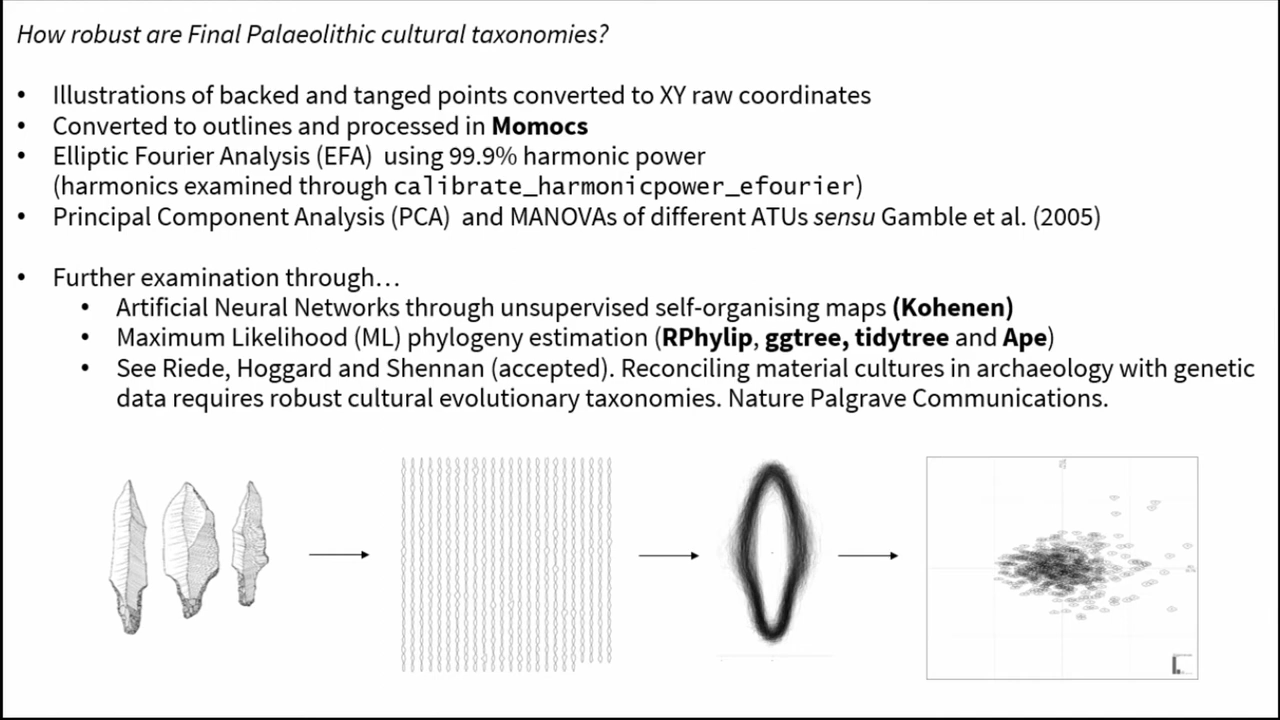 How robust are Final Palaeolithic cultural taxonomies?
• Illustrations of backed and tanged points converted to XY raw coordinates
• Converted to outlines and processed in Momocs
• Elliptic Fourier Analysis (EFA) using 99.9% harmonic power
(harmonics examined through calibrate_harmonicpower_efourier)
• Principal Component Analysis (PCA) and MANOVAs of different ATUs sensu Gamble et al. (2005)
• Further examination through…
• Artificial Neural Networks through unsupervised self-organising maps (Kohenen)
• Maximum Likelihood (ML) phylogeny estimation (RPhylip, ggtree, tidytree and Ape)
• See Riede, Hoggard and Shennan (accepted). Reconciling material cultures in archaeology with genetic
data requires robust cultural evolutionary taxonomies. Nature Palgrave Communications.